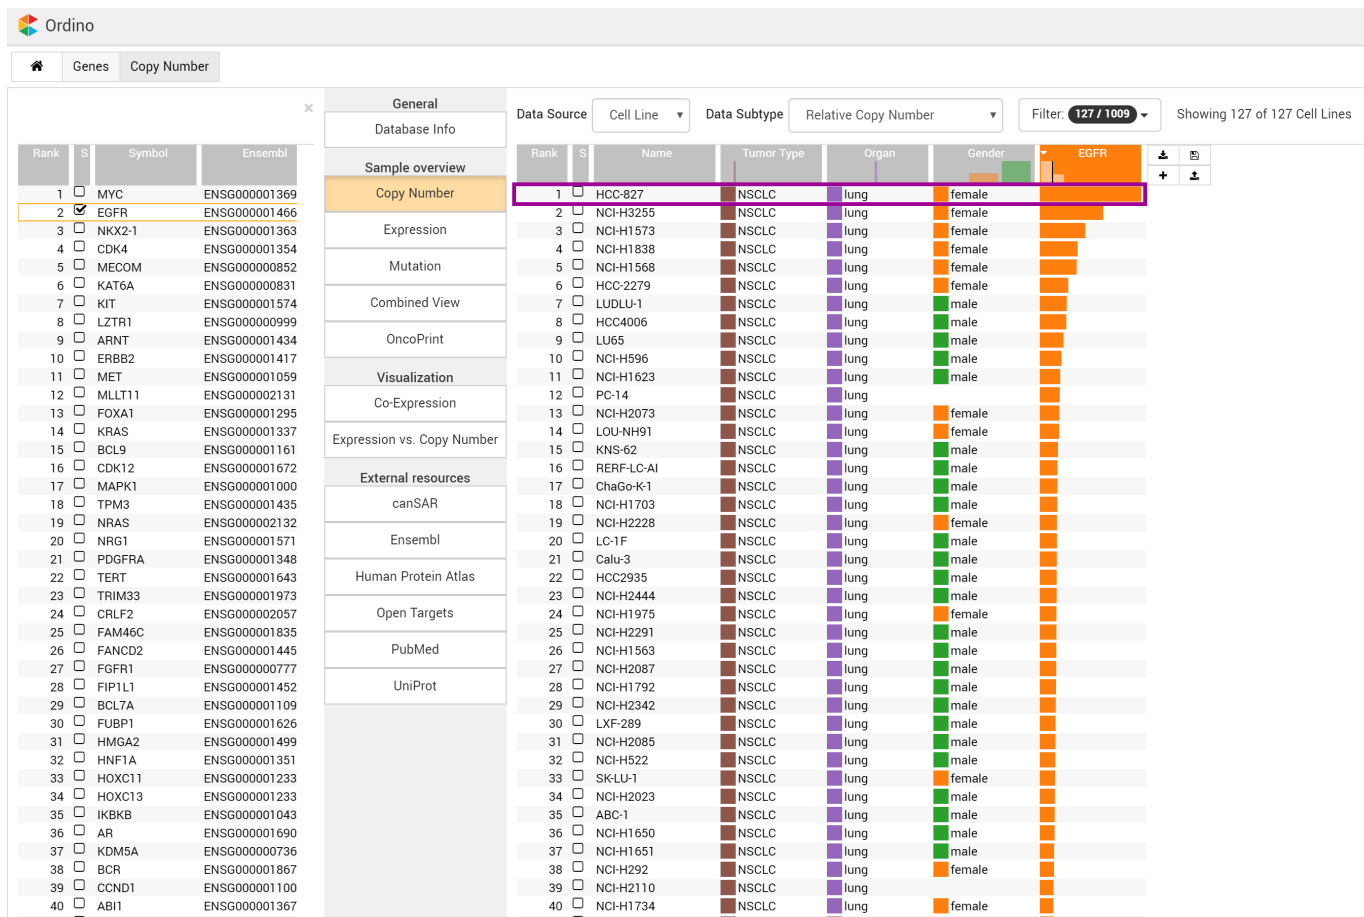 Ordino
Genes Copy Number
×
General
Database Info
Sample overview
Copy Number
Expression
Mutation
Combined View
OncoPrint
Visualization
Co-Expression
Expression vs. Copy Number
External resources
canSAR
Ensembl
Human Protein Atlas
Open Targets
PubMed
UniProt
Data Source Cell Line Data Subtype Relative Copy Number Filter: 127 / 1009 Showing 127 of 127 Cell Lines
Rank S Symbol Ensembl
1 MYC ENSG000001369
2 EGFR ENSG000001466
3 NKX2-1 ENSG000001363
4 CDK4 ENSG000001354
5 MECOM ENSG000000852
6 KAT6A ENSG000000831
7 KIT ENSG000001574
8 LZTR1 ENSG000000999
9 ARNT ENSG000001434
10 ERBB2 ENSG000001417
11 MET ENSG000001059
12 MLLT11 ENSG000002131
13 FOXA1 ENSG000001295
14 KRAS ENSG000001337
15 BCL9 ENSG000001161
16 CDK12 ENSG000001672
17 MAPK1 ENSG000001000
18 TPM3 ENSG000001435
19 NRAS ENSG000002132
20 NRG1 ENSG000001571
21 PDGFRA ENSG000001348
22 TERT ENSG000001643
23 TRIM33 ENSG000001973
24 CRLF2 ENSG000002057
25 FAM46C ENSG000001835
26 FANCD2 ENSG000001445
27 FGFR1 ENSG000000777
28 FIP1L1 ENSG000001452
29 BCL7A ENSG000001109
30 FUBP1 ENSG000001626
31 HMGA2 ENSG000001499
32 HNF1A ENSG000001351
33 HOXC11 ENSG000001233
34 HOXC13 ENSG000001233
35 IKBKB ENSG000001043
36 AR ENSG000001690
37 KDM5A ENSG000000736
38 BCR ENSG000001867
39 CCND1 ENSG000001100
40 ABI1 ENSG000001367
Rank S Name Tumor Type Organ Gender EGFR
1 HCC-827 NSCLC lung female
2 NCI-H3255 NSCLC lung female
3 NCI-H1573 NSCLC lung female
4 NCI-H1838 NSCLC lung female
5 NCI-H1568 NSCLC lung female
6 HCC-2279 NSCLC lung female
7 LUDLU-1 NSCLC lung male
8 HCC4006 NSCLC lung male
9 LU65 NSCLC lung male
10 NCI-H596 NSCLC lung male
11 NCI-H1623 NSCLC lung male
12 PC-14 NSCLC lung
13 NCI-H2073 NSCLC lung female
14 LOU-NH91 NSCLC lung female
15 KNS-62 NSCLC lung male
16 RERF-LC-AI NSCLC lung male
17 ChaGo-K-1 NSCLC lung male
18 NCI-H1703 NSCLC lung male
19 NCI-H2228 NSCLC lung female
20 LC-1F NSCLC lung male
21 Calu-3 NSCLC lung male
22 HCC2935 NSCLC lung male
23 NCI-H2444 NSCLC lung male
24 NCI-H1975 NSCLC lung female
25 NCI-H2291 NSCLC lung male
26 NCI-H1563 NSCLC lung male
27 NCI-H2087 NSCLC lung male
28 NCI-H1792 NSCLC lung male
29 NCI-H2342 NSCLC lung male
30 LXF-289 NSCLC lung male
31 NCI-H2085 NSCLC lung male
32 NCI-H522 NSCLC lung male
33 SK-LU-1 NSCLC lung female
34 NCI-H2023 NSCLC lung male
35 ABC-1 NSCLC lung male
36 NCI-H1650 NSCLC lung male
37 NCI-H1651 NSCLC lung male
38 NCI-H292 NSCLC lung female
39 NCI-H2110 NSCLC lung
40 NCI-H1734 NSCLC lung female